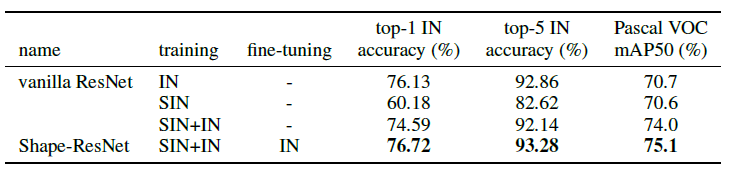 top-1 IN top-5 IN Pascal VOC
name training fine-tuning accuracy (%) accuracy (%) mAP50 (%)
vanilla ResNet IN - 76.13 92.86 70.7
SIN - 60.18 82.62 70.6
SIN+IN - 74.59 92.14 74.0
Shape-ResNet SIN+IN IN 76.72 93.28 75.1